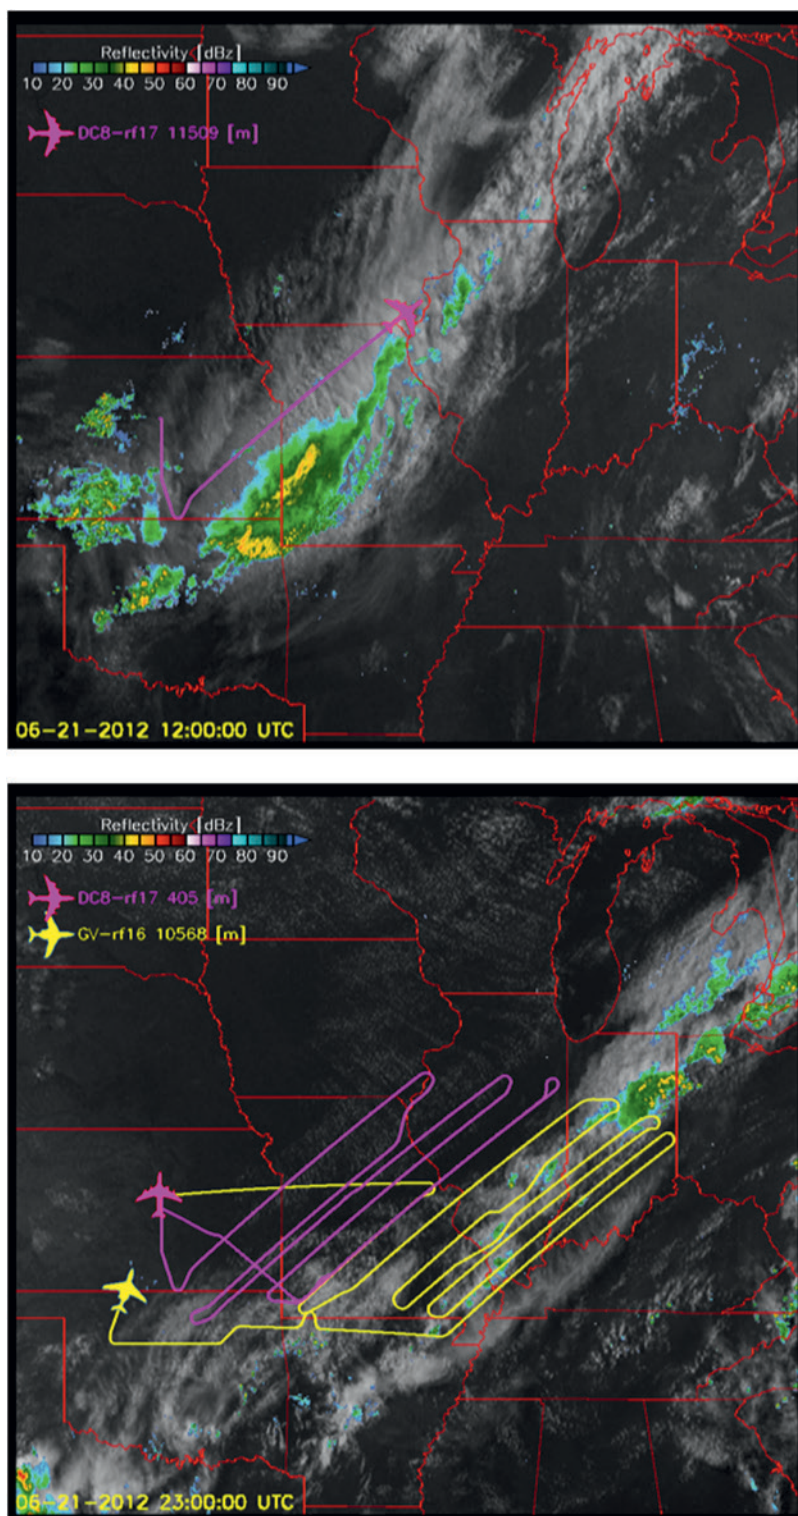 Reflectivity [dBz]
10 20 30 40 50 60 70 80 90
DC8-rf17 11509 [m]
06-21-2012 12:00:00 UTC
Reflectivity [dBz]
10 20 30 40 50 60 70 80 90
DC8-rf17 405 [m]
GV-rf16 10568 [m]
06-21-2012 23:00:00 UTC